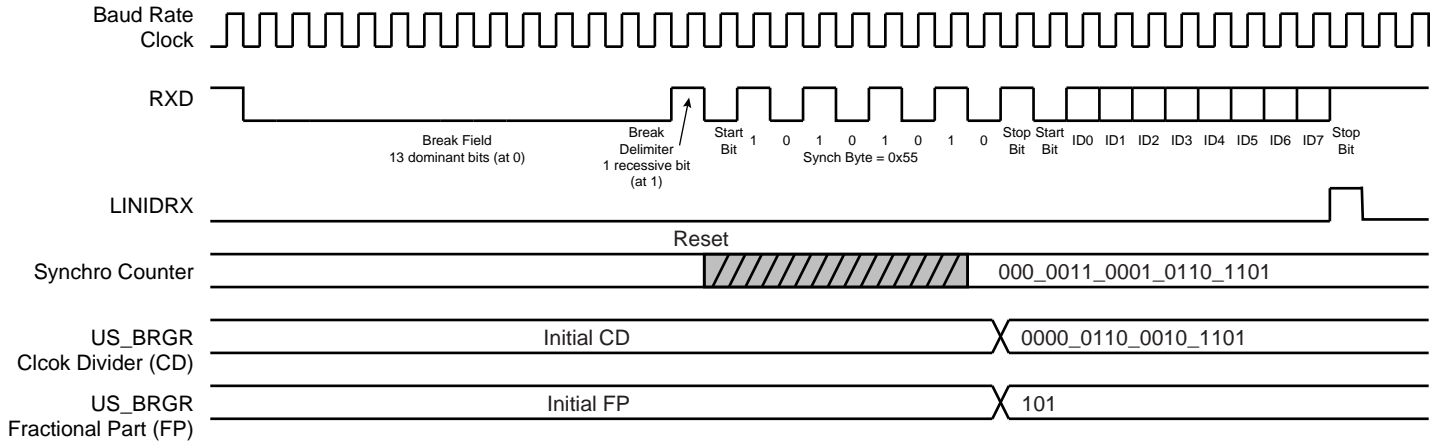 Baud Rate
Clock
RXD
Break Field
13 dominant bits (at 0)
Break
Delimiter
1 recessive bit
(at 1)
Start
Bit
1 0 1 0 1 0 1 0
Synch Byte = 0x55
Stop
Bit
Start
Bit
ID0 ID1 ID2 ID3 ID4 ID5 ID6 ID7
Stop
Bit
LINIDRX
Reset
Synchro Counter
000_0011_0001_0110_1101
US_BRGR
Clcok Divider (CD)
Initial CD
0000_0110_0010_1101
US_BRGR
Fractional Part (FP)
Initial FP
101